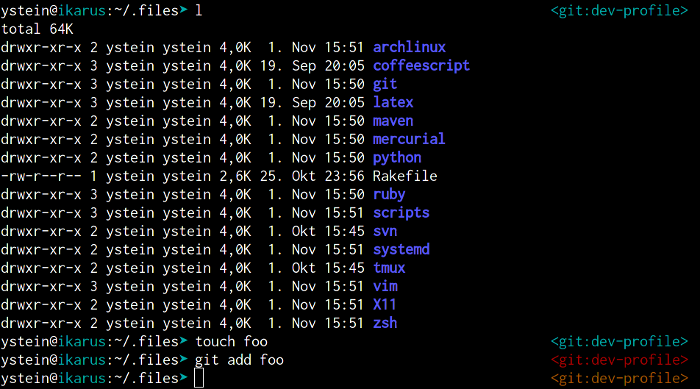 ystein@ikarus:~/.files➤ l <git:dev-profile>
total 64K
drwxr-xr-x 2 ystein ystein 4,0K  1. Nov 15:51 archlinux
drwxr-xr-x 3 ystein ystein 4,0K 19. Sep 20:05 coffeescript
drwxr-xr-x 3 ystein ystein 4,0K  1. Nov 15:50 git
drwxr-xr-x 3 ystein ystein 4,0K 19. Sep 20:05 latex
drwxr-xr-x 2 ystein ystein 4,0K  1. Nov 15:50 maven
drwxr-xr-x 2 ystein ystein 4,0K  1. Nov 15:50 mercurial
drwxr-xr-x 2 ystein ystein 4,0K  1. Nov 15:50 python
-rw-r--r-- 1 ystein ystein 2,6K 25. Okt 23:56 Rakefile
drwxr-xr-x 3 ystein ystein 4,0K  1. Nov 15:50 ruby
drwxr-xr-x 3 ystein ystein 4,0K  1. Nov 15:51 scripts
drwxr-xr-x 2 ystein ystein 4,0K  1. Okt 15:45 svn
drwxr-xr-x 2 ystein ystein 4,0K  1. Nov 15:51 systemd
drwxr-xr-x 2 ystein ystein 4,0K  1. Okt 15:45 tmux
drwxr-xr-x 3 ystein ystein 4,0K  1. Nov 15:51 vim
drwxr-xr-x 2 ystein ystein 4,0K  1. Nov 15:51 X11
drwxr-xr-x 2 ystein ystein 4,0K  1. Nov 15:51 zsh
ystein@ikarus:~/.files➤ touch foo <git:dev-profile>
ystein@ikarus:~/.files➤ git add foo <git:dev-profile>
ystein@ikarus:~/.files➤ <git:dev-profile>